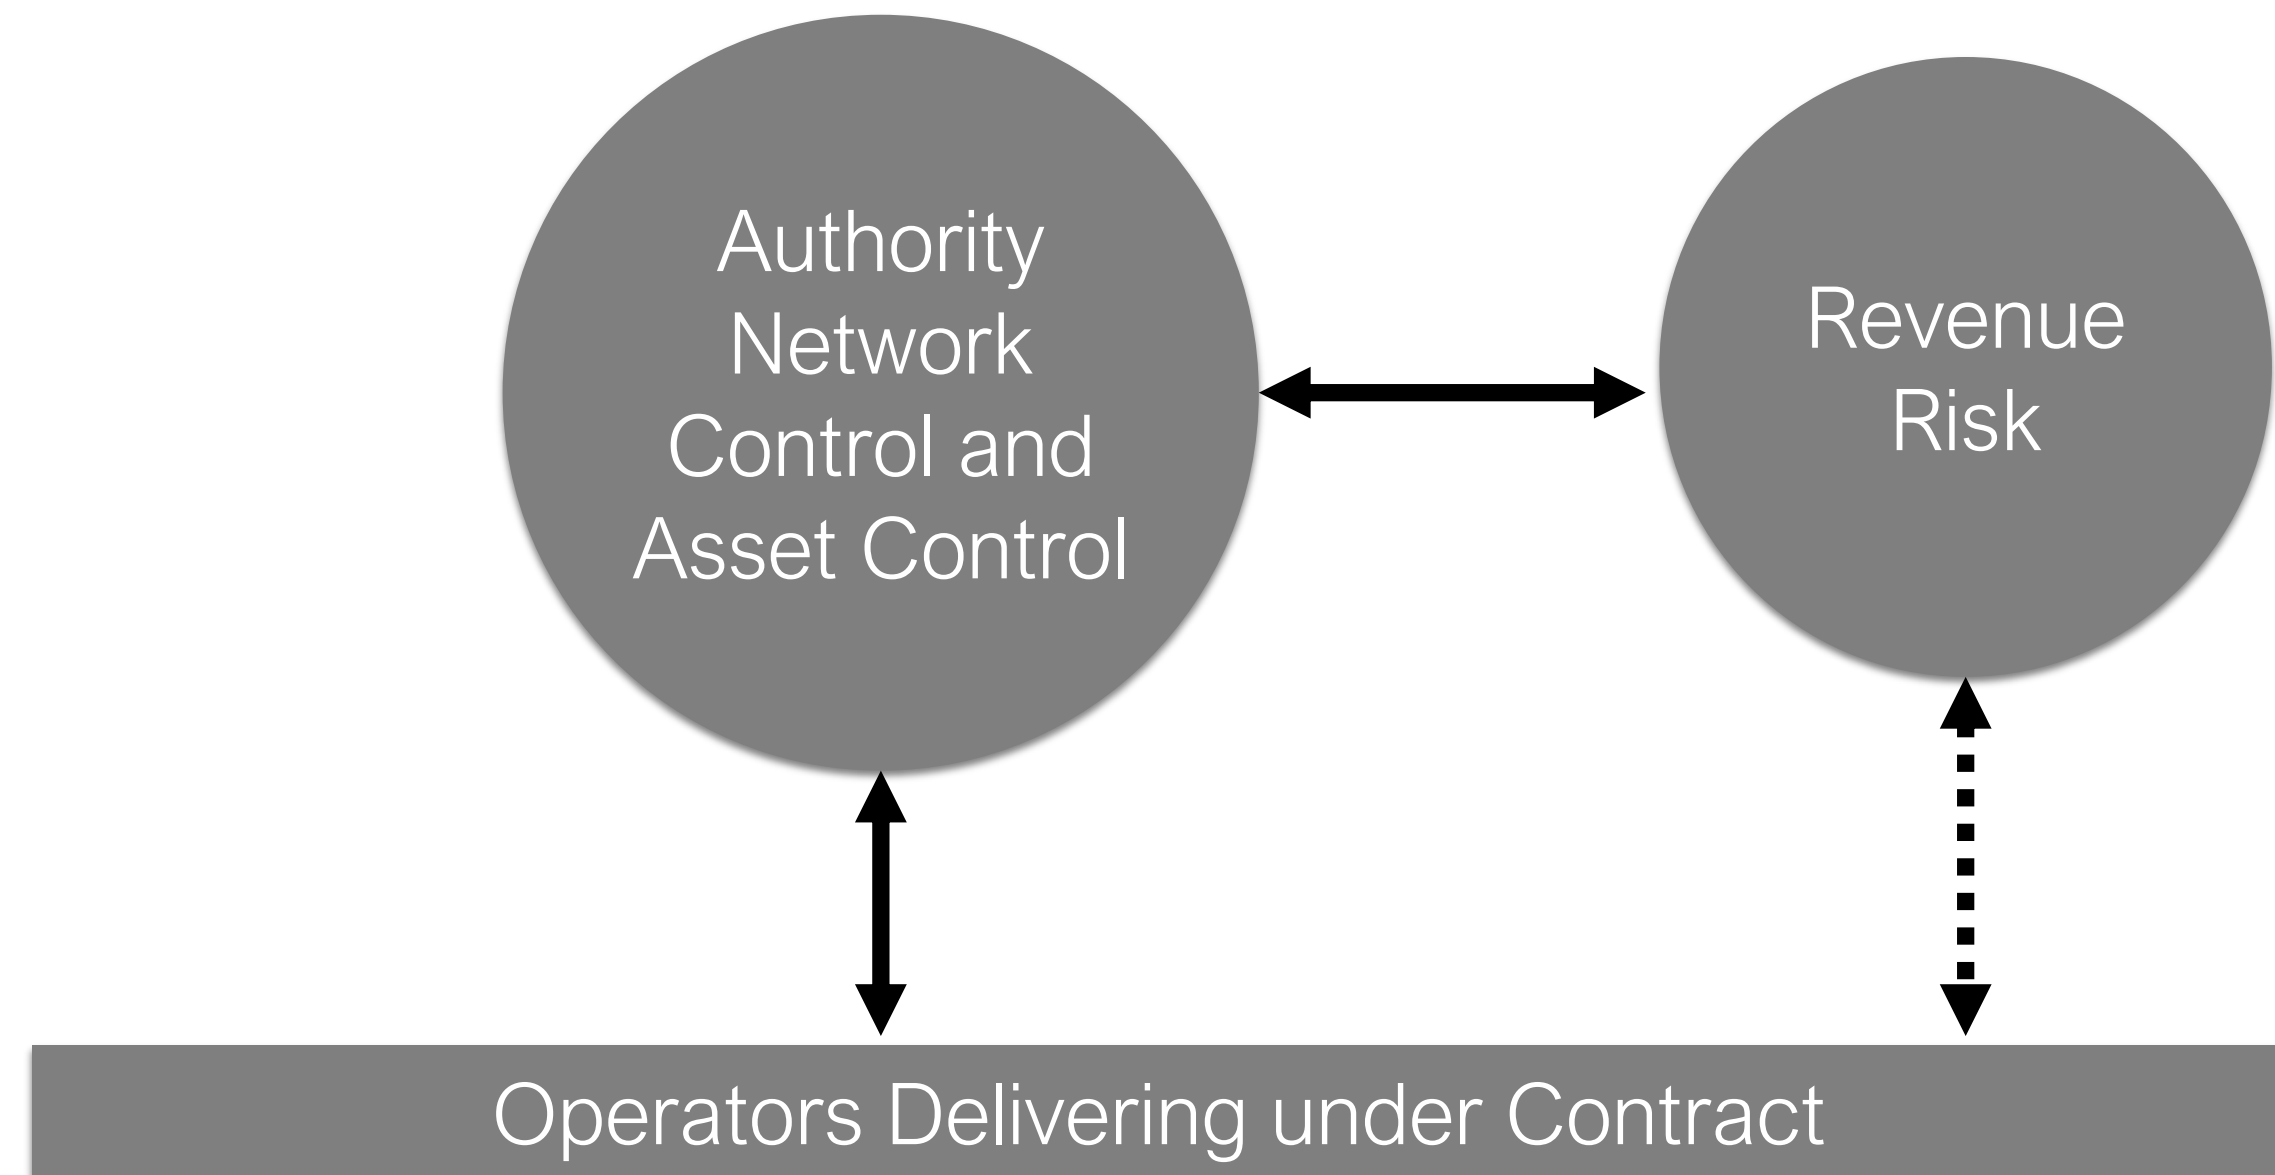 Authority
Network
Control and
Asset Control
Revenue
Risk
Operators Delivering under Contract